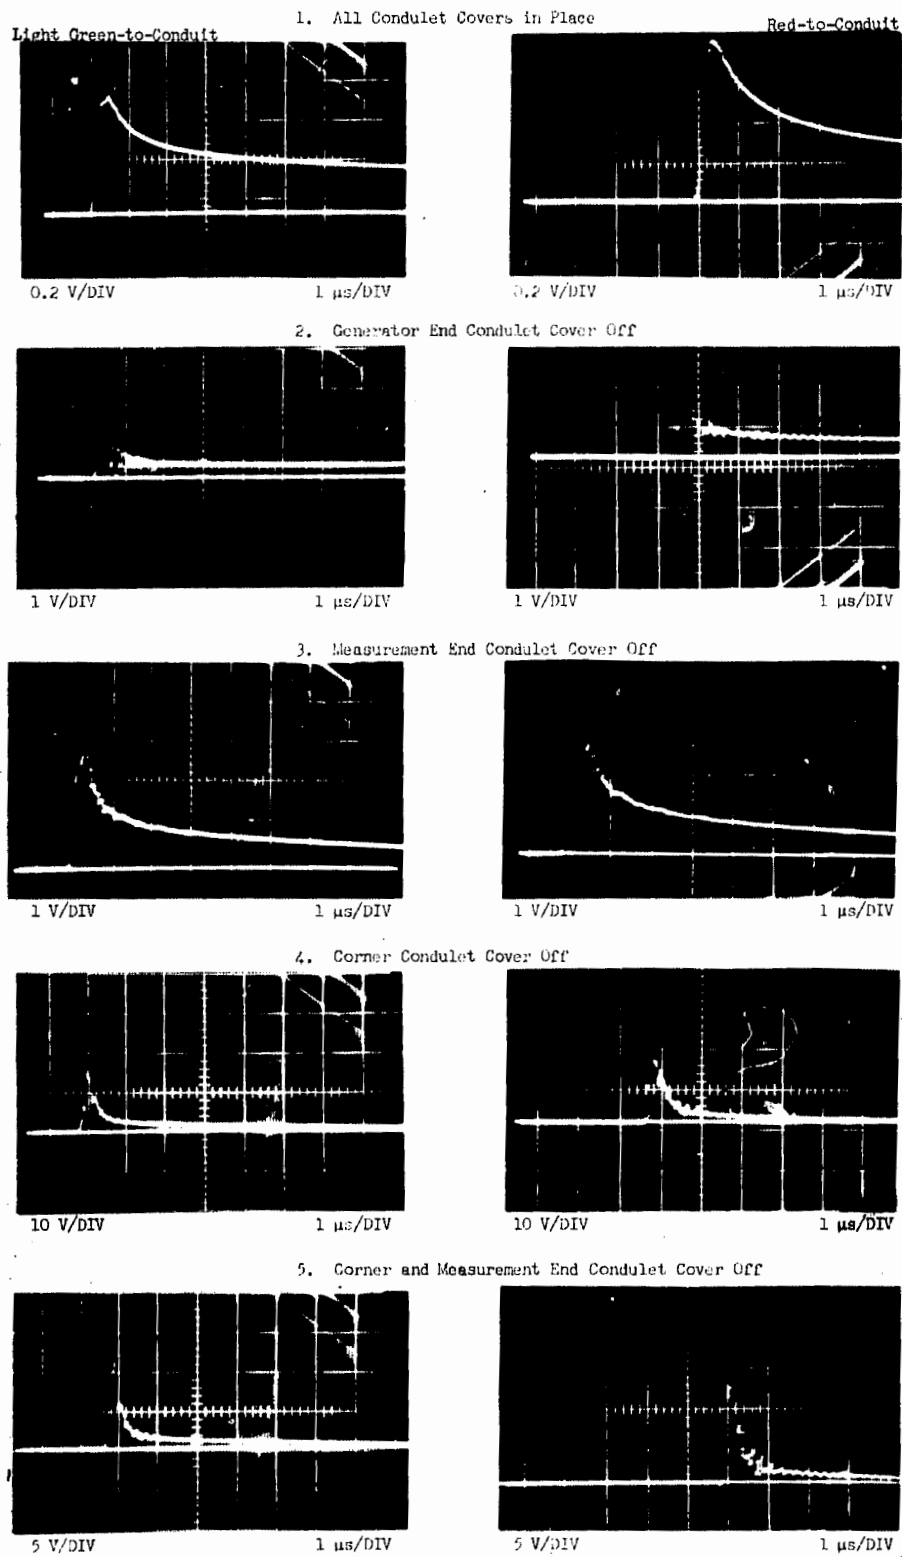 1. All Condulet Covers in Place
Light Green-to-Conduit
Red-to-Conduit
0.2 V/DIV 1 µs/DIV
0.2 V/DIV 1 µs/DIV
2. Generator End Condulet Cover Off
1 V/DIV 1 µs/DIV
1 V/DIV 1 µs/DIV
3. Measurement End Condulet Cover Off
1 V/DIV 1 µs/DIV
1 V/DIV 1 µs/DIV
4. Corner Condulet Cover Off
10 V/DIV 1 µs/DIV
10 V/DIV 1 µs/DIV
5. Corner and Measurement End Condulet Cover Off
5 V/DIV 1 µs/DIV
5 V/DIV 1 µs/DIV